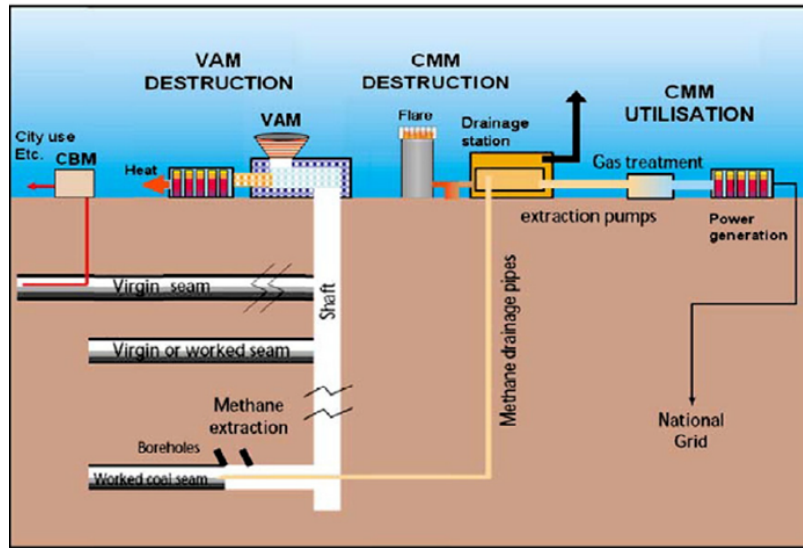 VAM
DESTRUCTION
CMM
DESTRUCTION
CMM
UTILISATION
VAM
Flare
Drainage
station
City use
Etc.
CBM
Heat
Gas treatment
extraction pumps
Power
generation
Virgin seam
Shaft
Virgin or worked seam
Methane drainage pipes
Methane
extraction
Boreholes
Worked coal seam
National
Grid